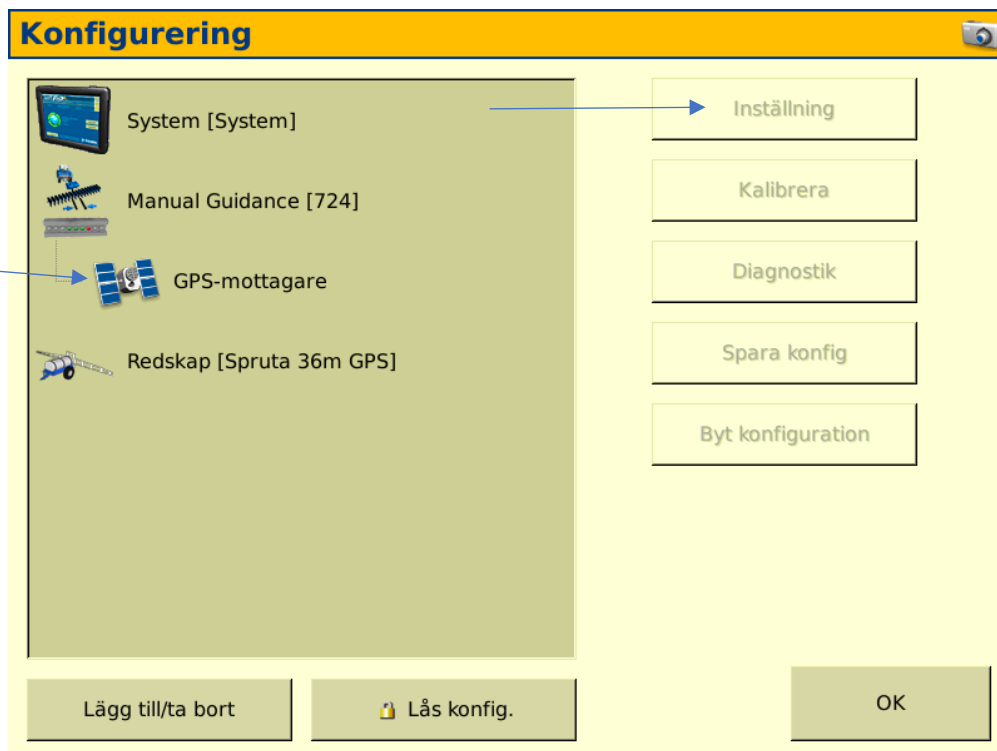 Konfigurering
System [System]
Manual Guidance [724]
GPS-mottagare
Redskap [Spruta 36m GPS]
Inställning
Kalibrera
Diagnostik
Spara konfig
Byt konfiguration
Lägg till/ta bort
Lås konfig.
OK